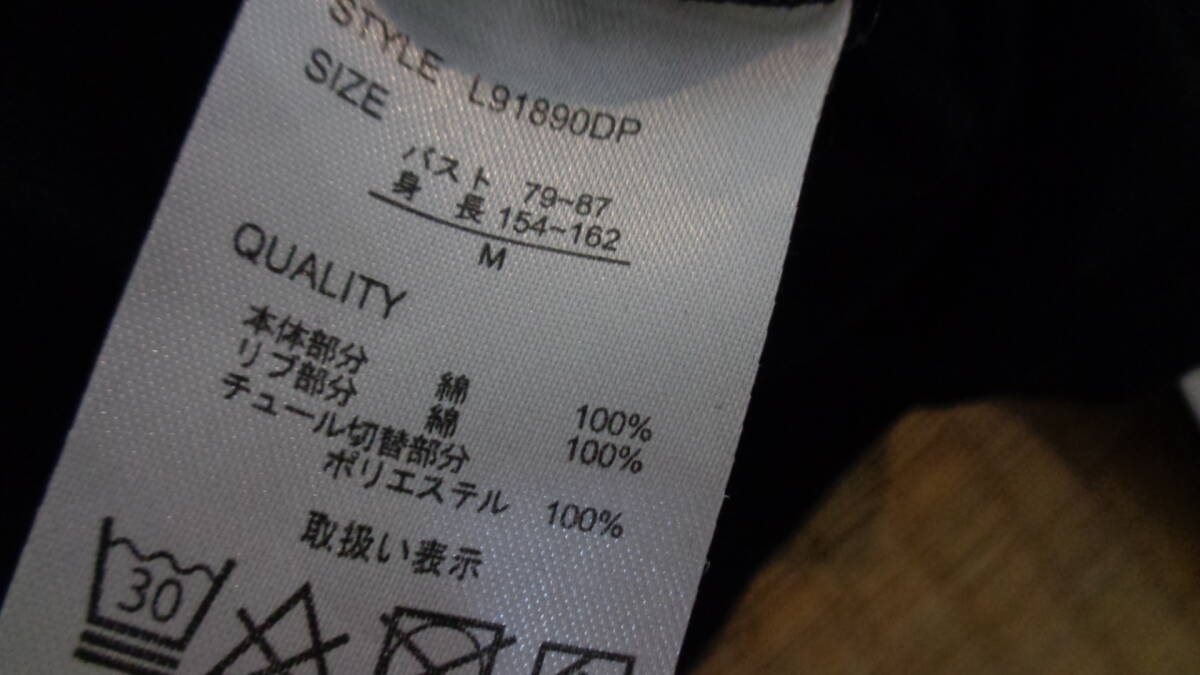 STYLE L91890DP
SIZE
バスト 79~87
身長 154~162
M
QUALITY
本体部分 綿 100%
リブ部分 綿 100%
チュール切替部分
ポリエステル 100%
取扱い表示
30